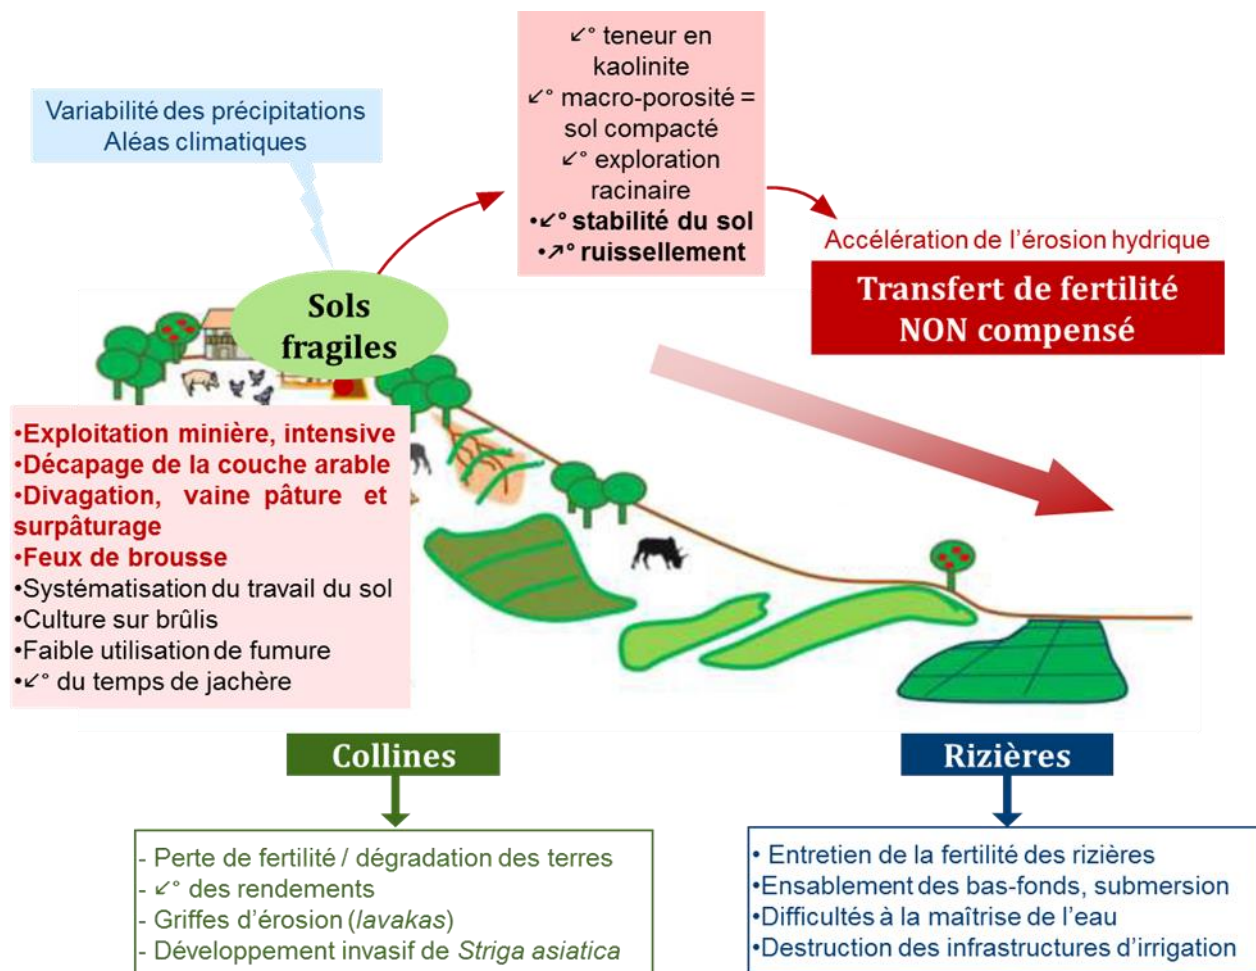 Variabilité des précipitations
Aléas climatiques
↙° teneur en
kaolinite
↙° macro-porosité =
sol compacté
↙° exploration
racinaire
•↙° stabilité du sol
•↗° ruissellement
Accélération de l’érosion hydrique
Transfert de fertilité
NON compensé
Sols
fragiles
•Exploitation minière, intensive
•Décapage de la couche arable
•Divagation, vaine pâture et
surpâturage
•Feux de brousse
•Systématisation du travail du sol
•Culture sur brûlis
•Faible utilisation de fumure
•↙° du temps de jachère
Collines
- Perte de fertilité / dégradation des terres
- ↙° des rendements
- Griffes d’érosion (lavakas)
- Développement invasif de Striga asiatica
Rizières
• Entretien de la fertilité des rizières
•Ensablement des bas-fonds, submersion
•Difficultés à la maîtrise de l’eau
•Destruction des infrastructures d’irrigation